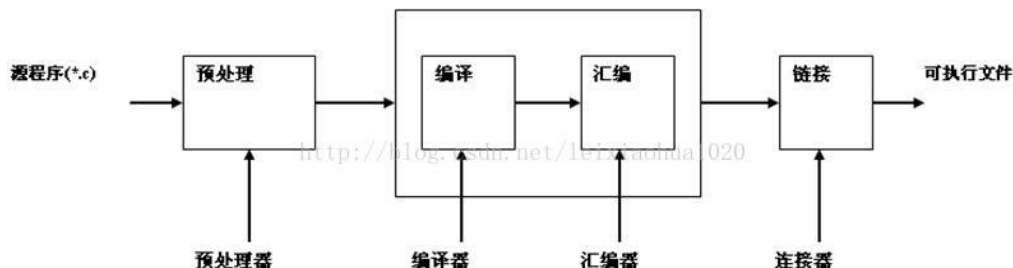 源程序(*.c)
预处理
编译
汇编
链接
可执行文件
http://blog.csdn.net/leixiaohua1020
预处理器
编译器
汇编器
连接器